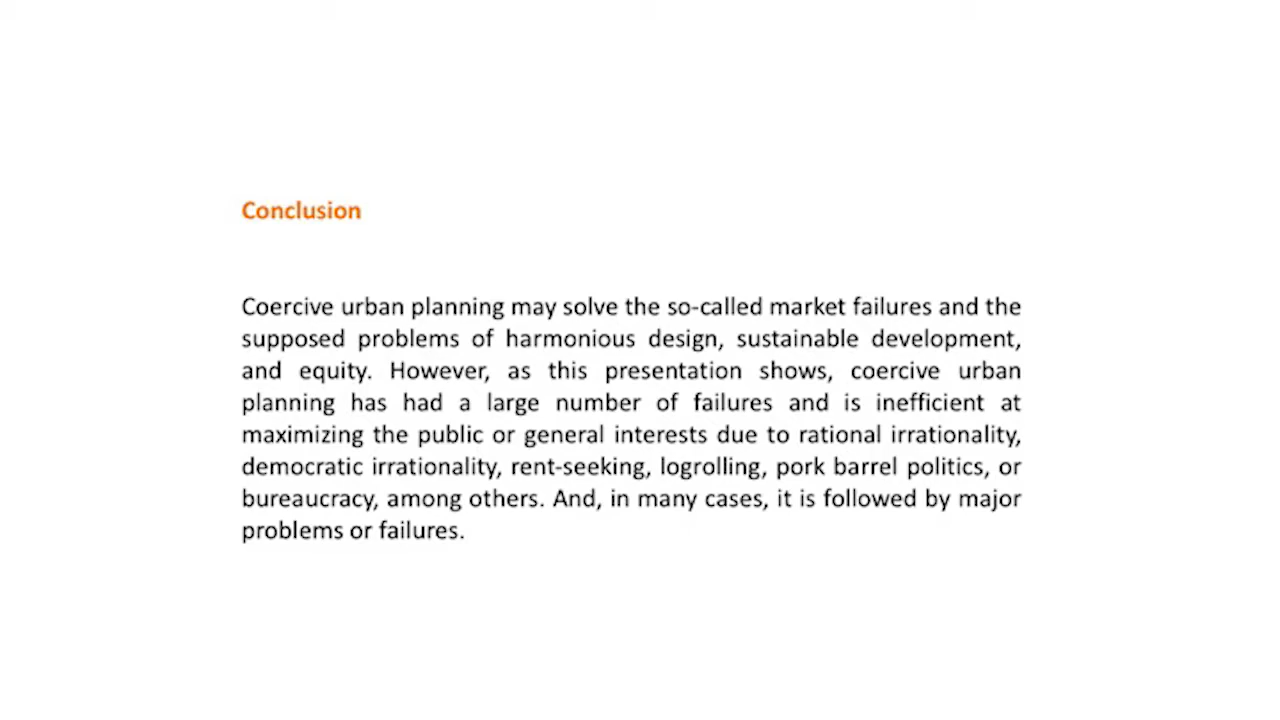 Conclusion
Coercive urban planning may solve the so-called market failures and the
supposed problems of harmonious design, sustainable development,
and equity. However, as this presentation shows, coercive urban
planning has had a large number of failures and is inefficient at
maximizing the public or general interests due to rational irrationality,
democratic irrationality, rent-seeking, logrolling, pork barrel politics, or
bureaucracy, among others. And, in many cases, it is followed by major
problems or failures.